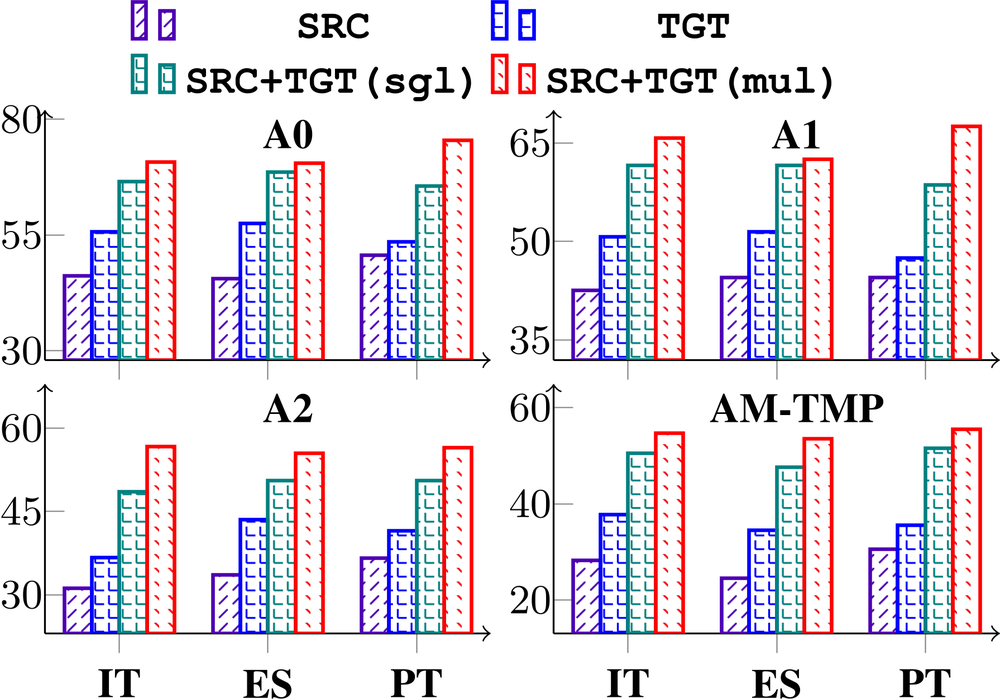 SRC TGT
SRC+TGT(sgl) SRC+TGT(mul)
A0 A1
80
55
30
65
50
35
A2 AM-TMP
60
45
30
60
40
20
IT ES PT IT ES PT